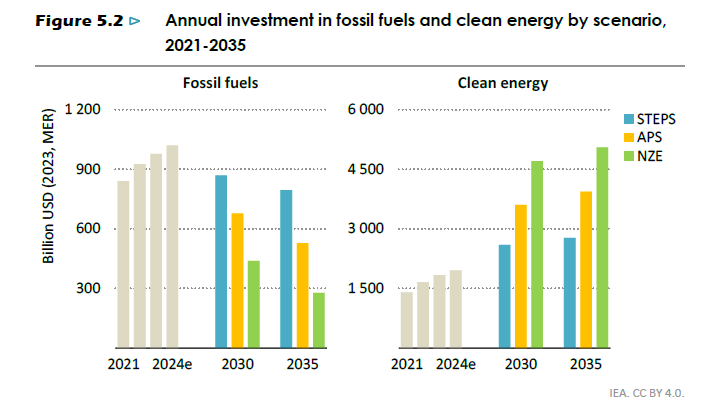 Figure 5.2 ▷ Annual investment in fossil fuels and clean energy by scenario,
2021-2035
Fossil fuels
Billion USD (2023, MER)
1 200
900
600
300
2021 2024e 2030 2035
Clean energy
6 000
4 500
3 000
1 500
2021 2024e 2030 2035
STEPS
APS
NZE
IEA. CC BY 4.0.